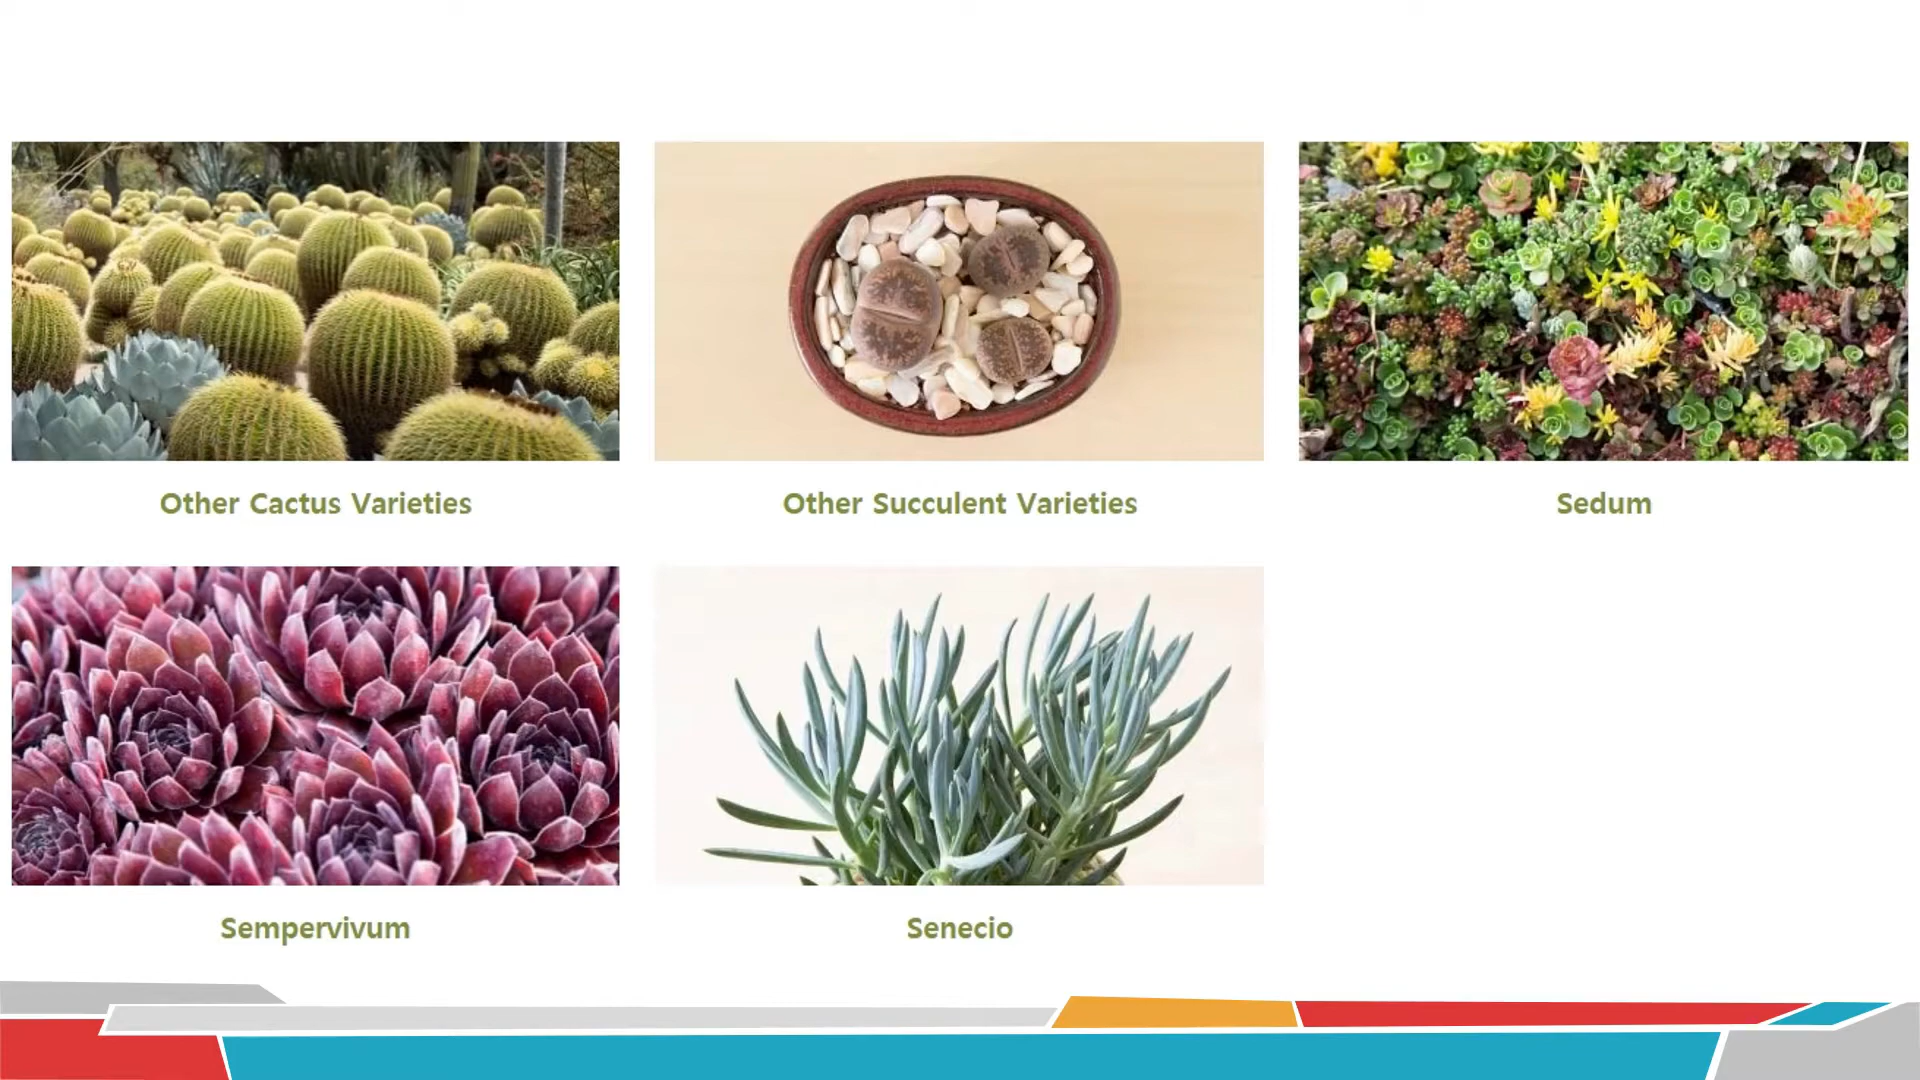 Other Cactus Varieties
Other Succulent Varieties
Sedum
Sempervivum
Senecio